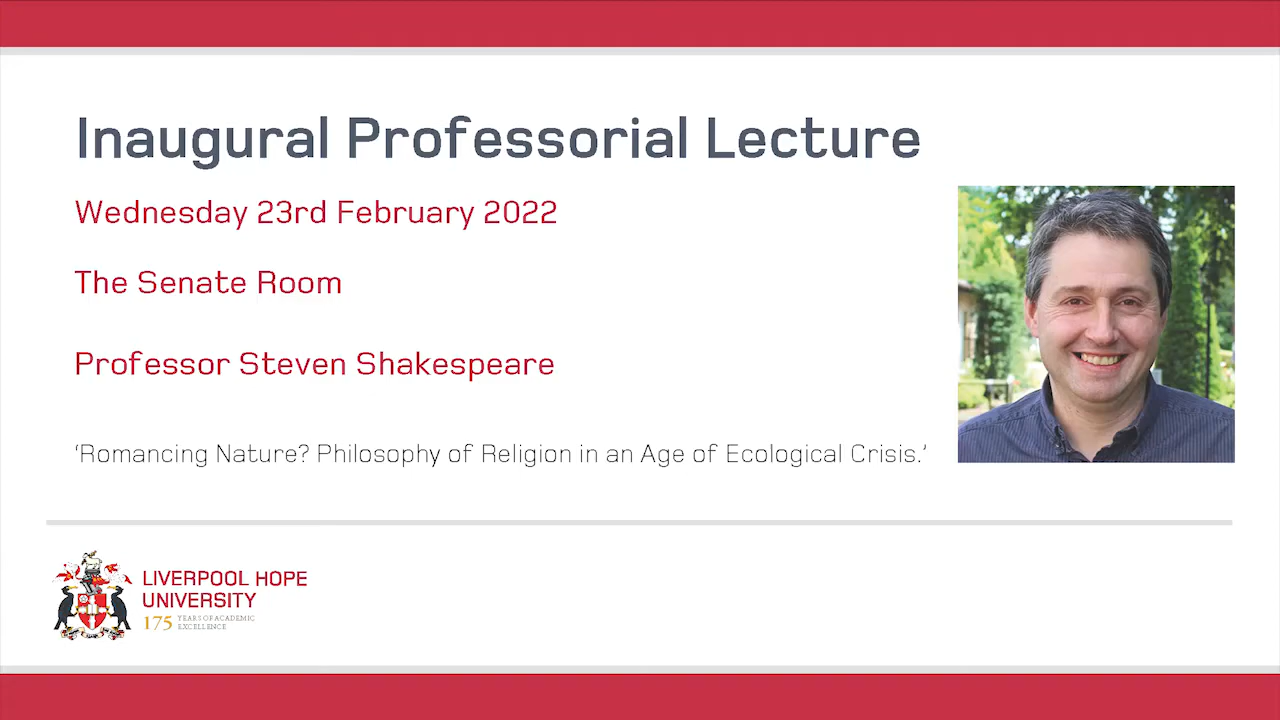 Inaugural Professorial Lecture
Wednesday 23rd February 2022
The Senate Room
Professor Steven Shakespeare
‘Romancing Nature? Philosophy of Religion in an Age of Ecological Crisis.’
LIVERPOOL HOPE
UNIVERSITY
175 YEARS OF ACADEMIC
EXCELLENCE